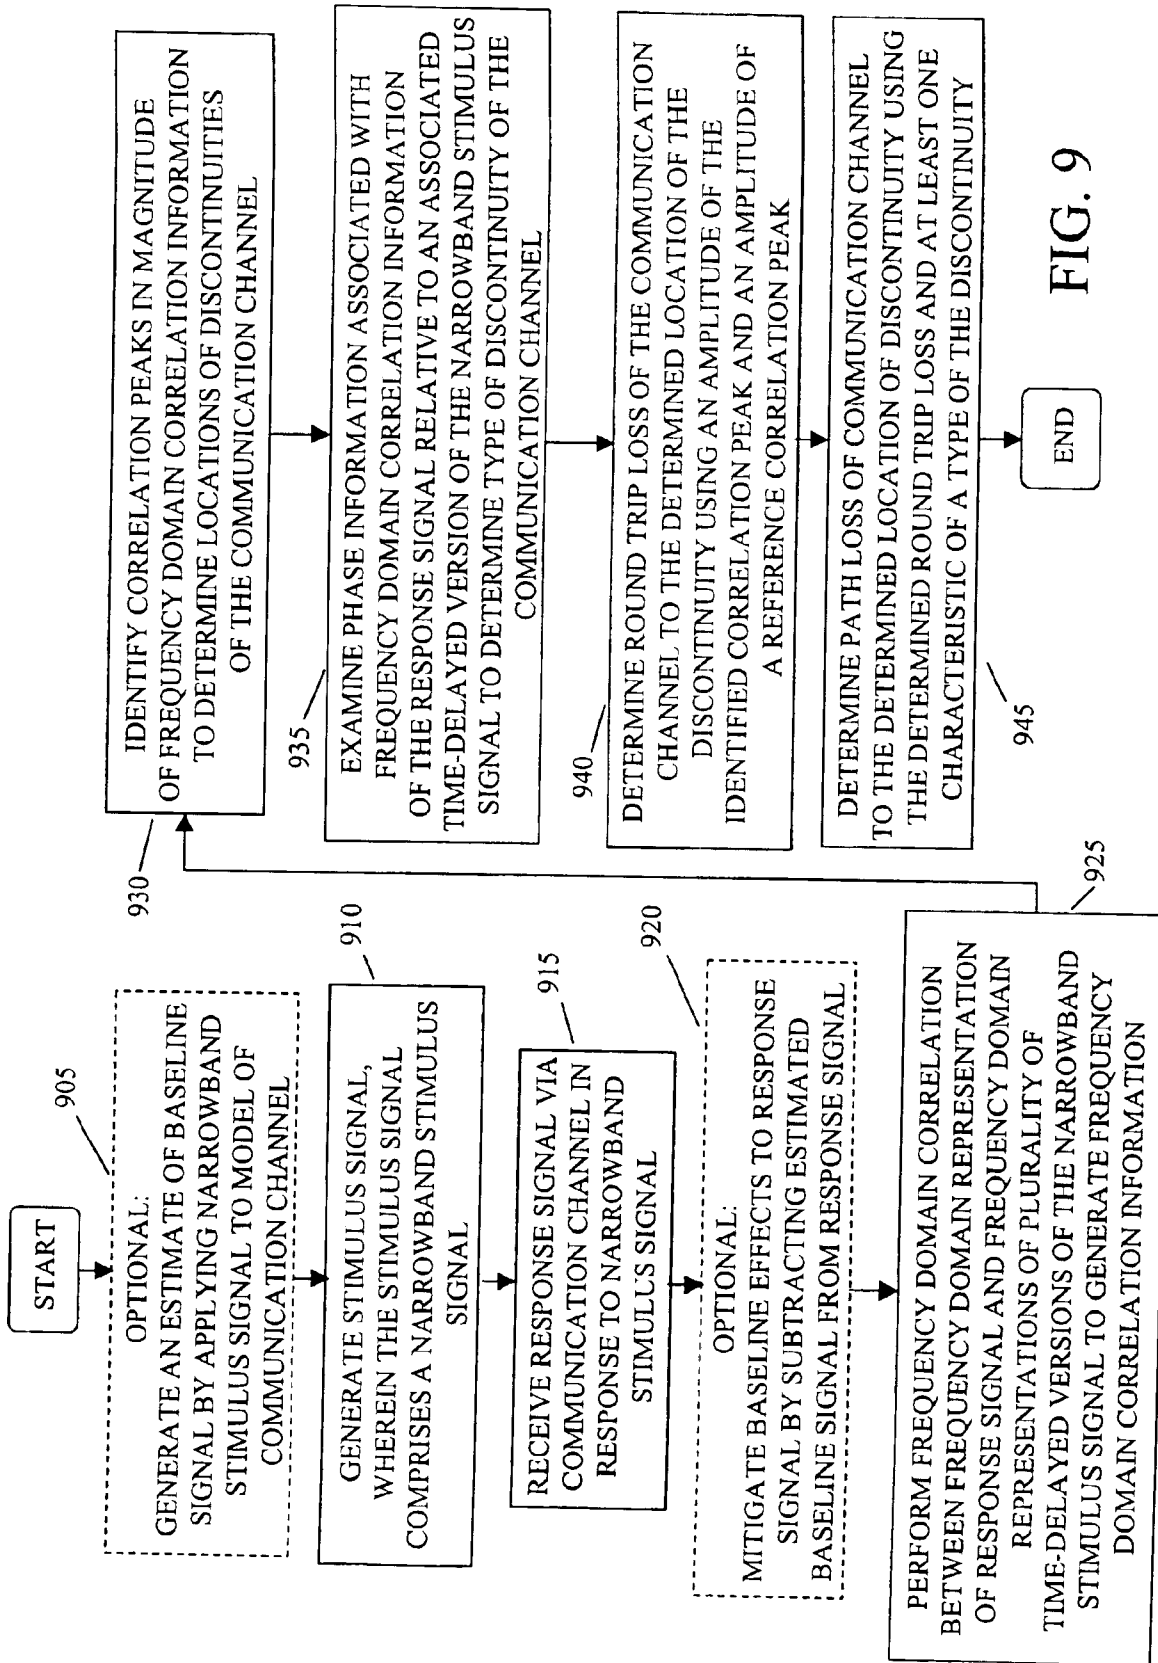 START
905
OPTIONAL:
GENERATE AN ESTIMATE OF BASELINE
SIGNAL BY APPLYING NARROWBAND
STIMULUS SIGNAL TO MODEL OF
COMMUNICATION CHANNEL
910
GENERATE STIMULUS SIGNAL,
WHEREIN THE STIMULUS SIGNAL
COMPRISES A NARROWBAND STIMULUS
SIGNAL
915
RECEIVE RESPONSE SIGNAL VIA
COMMUNICATION CHANNEL IN
RESPONSE TO NARROWBAND
STIMULUS SIGNAL
920
OPTIONAL:
MITIGATE BASELINE EFFECTS TO RESPONSE
SIGNAL BY SUBTRACTING ESTIMATED
BASELINE SIGNAL FROM RESPONSE SIGNAL
925
PERFORM FREQUENCY DOMAIN CORRELATION
BETWEEN FREQUENCY DOMAIN REPRESENTATION
OF RESPONSE SIGNAL AND FREQUENCY DOMAIN
REPRESENTATIONS OF PLURALITY OF
TIME-DELAYED VERSIONS OF THE NARROWBAND
STIMULUS SIGNAL TO GENERATE FREQUENCY
DOMAIN CORRELATION INFORMATION
930
IDENTIFY CORRELATION PEAKS IN MAGNITUDE
OF FREQUENCY DOMAIN CORRELATION INFORMATION
TO DETERMINE LOCATIONS OF DISCONTINUITIES
OF THE COMMUNICATION CHANNEL
935
EXAMINE PHASE INFORMATION ASSOCIATED WITH
FREQUENCY DOMAIN CORRELATION INFORMATION
OF THE RESPONSE SIGNAL RELATIVE TO AN ASSOCIATED
TIME-DELAYED VERSION OF THE NARROWBAND STIMULUS
SIGNAL TO DETERMINE TYPE OF DISCONTINUITY OF THE
COMMUNICATION CHANNEL
940
DETERMINE ROUND TRIP LOSS OF THE COMMUNICATION
CHANNEL TO THE DETERMINED LOCATION OF THE
DISCONTINUITY USING AN AMPLITUDE OF THE
IDENTIFIED CORRELATION PEAK AND AN AMPLITUDE OF
A REFERENCE CORRELATION PEAK
DETERMINE PATH LOSS OF COMMUNICATION CHANNEL
TO THE DETERMINED LOCATION OF DISCONTINUITY USING
THE DETERMINED ROUND TRIP LOSS AND AT LEAST ONE
CHARACTERISTIC OF A TYPE OF THE DISCONTINUITY
945
END
FIG. 9